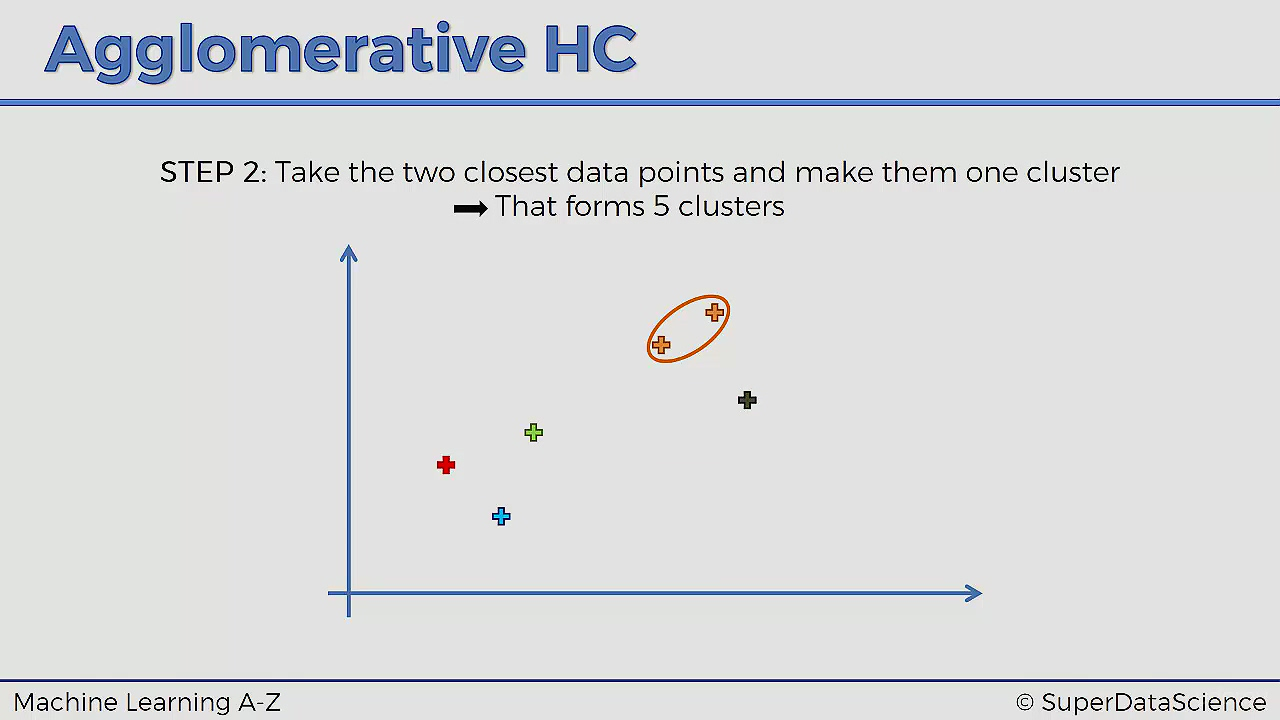 Agglomerative HC
STEP 2: Take the two closest data points and make them one cluster
➡ That forms 5 clusters
Machine Learning A-Z
© SuperDataScience